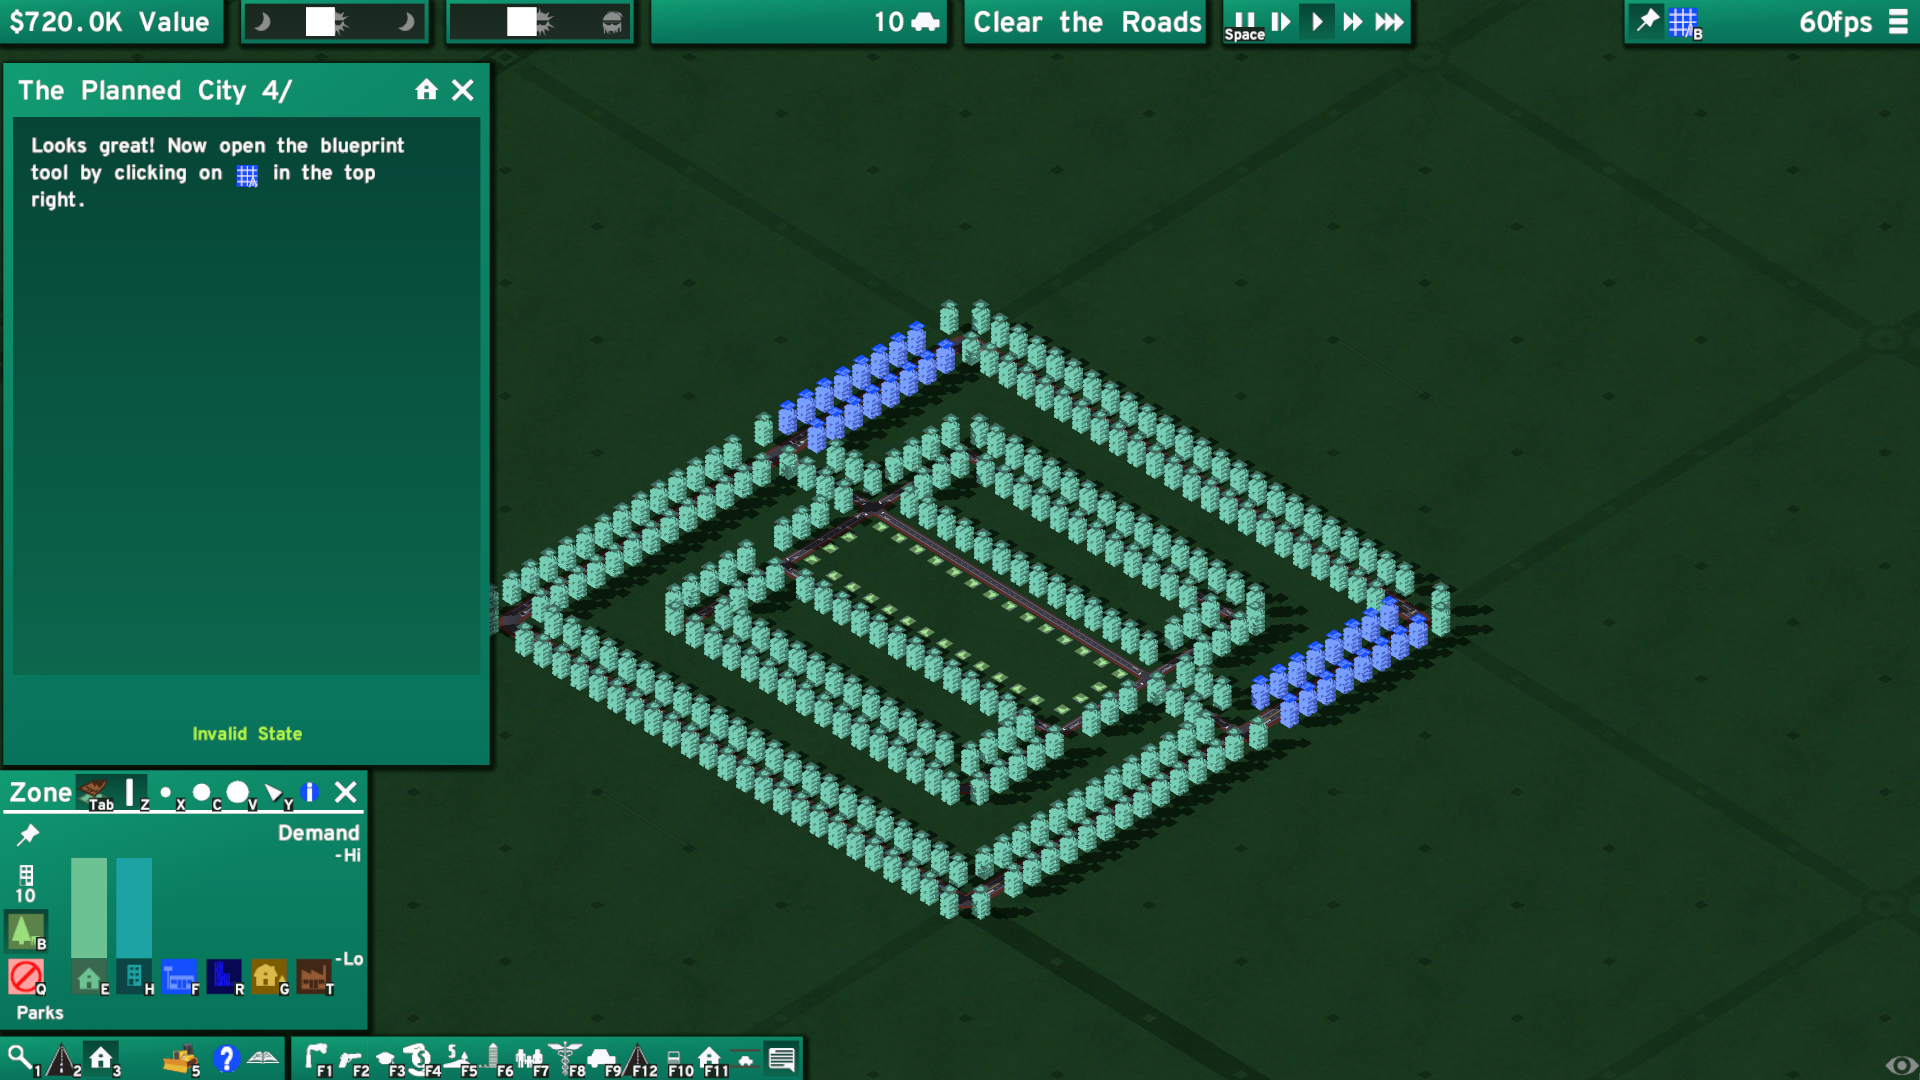 $720.0K Value
10
Clear the Roads
Space
B
60fps
The Planned City 4/
Looks great! Now open the blueprint
tool by clicking on in the top
right.
Invalid State
Zone
Tab
Z
X
C
V
Y
Demand
-Hi
10
B
-Lo
Q
E
H
F
R
G
T
Parks
1
2
3
5
F1
F2
F3
F4
F5
F6
F7
F8
F9
F12
F10
F11